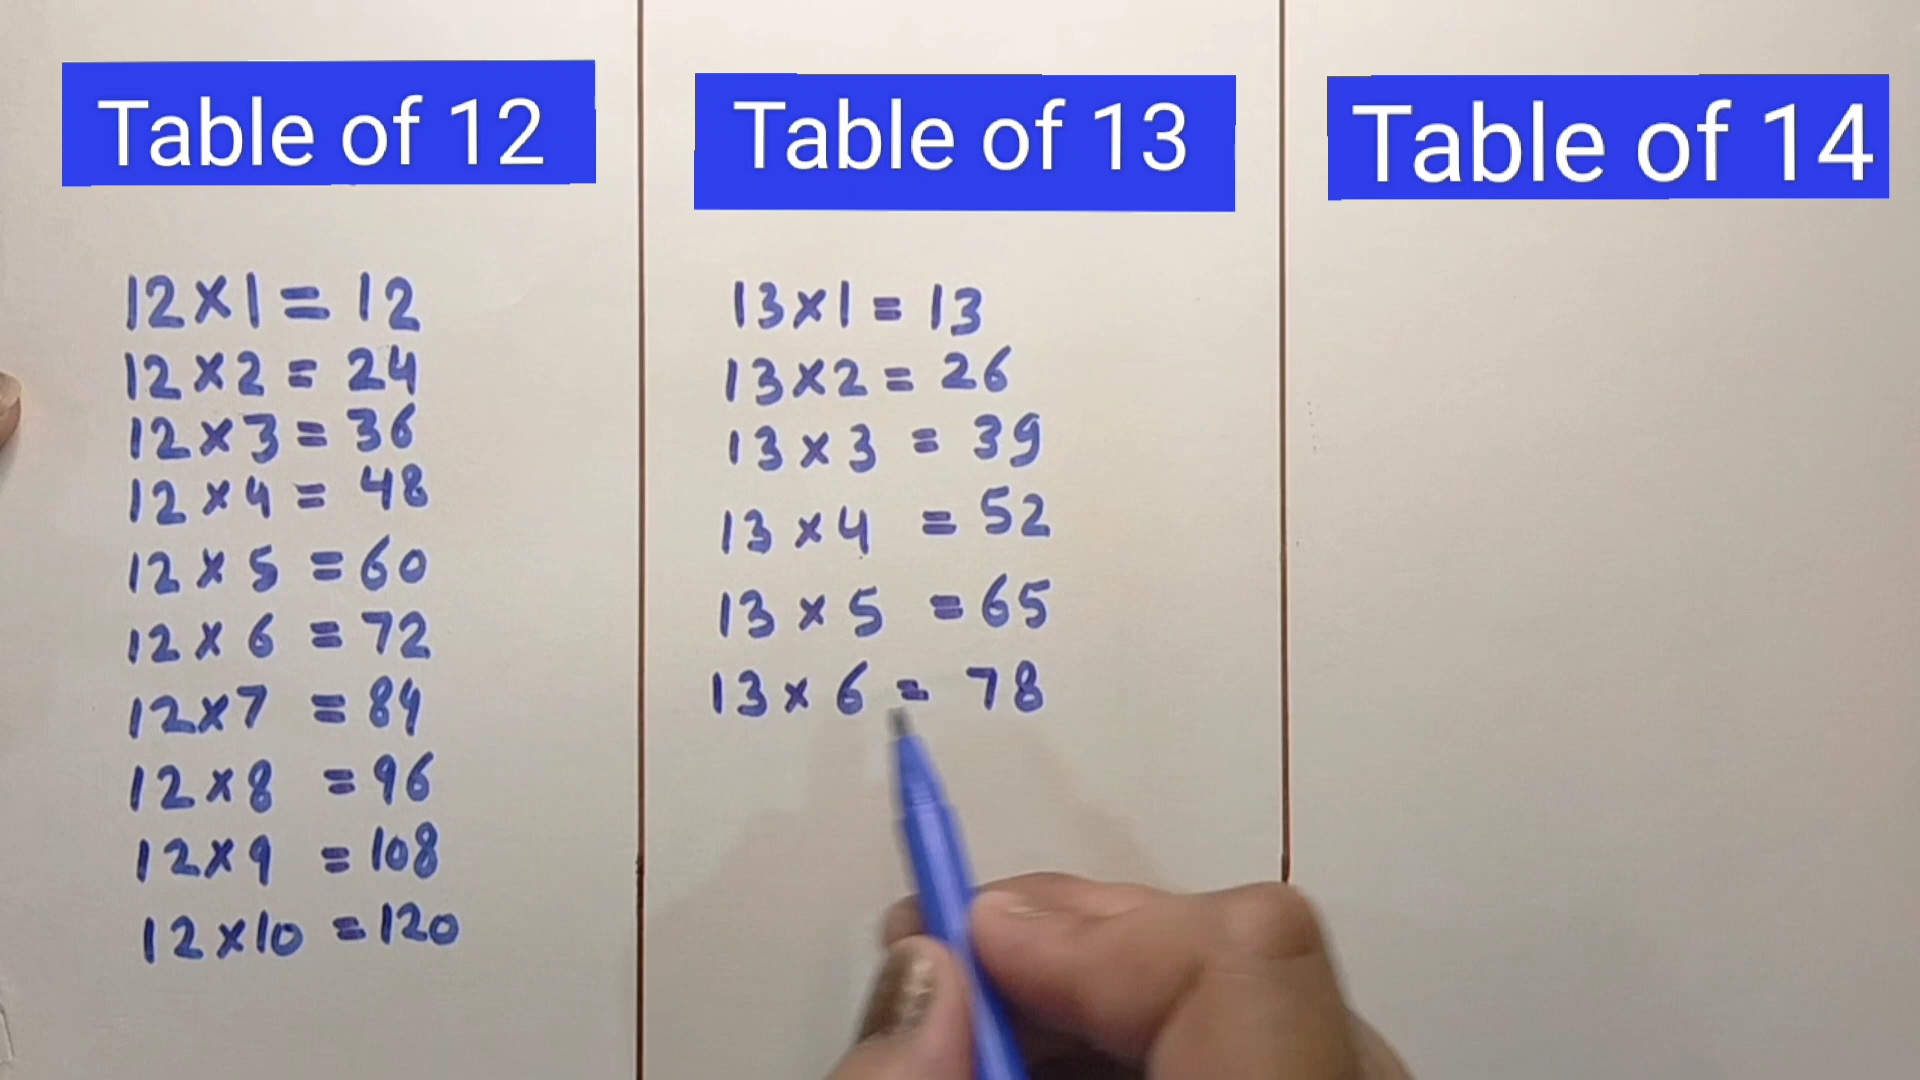 Table of 12
12 × 1 = 12
12 × 2 = 24
12 × 3 = 36
12 × 4 = 48
12 × 5 = 60
12 × 6 = 72
12 × 7 = 84
12 × 8 = 96
12 × 9 = 108
12 × 10 = 120
Table of 13
13 × 1 = 13
13 × 2 = 26
13 × 3 = 39
13 × 4 = 52
13 × 5 = 65
13 × 6 = 78
Table of 14